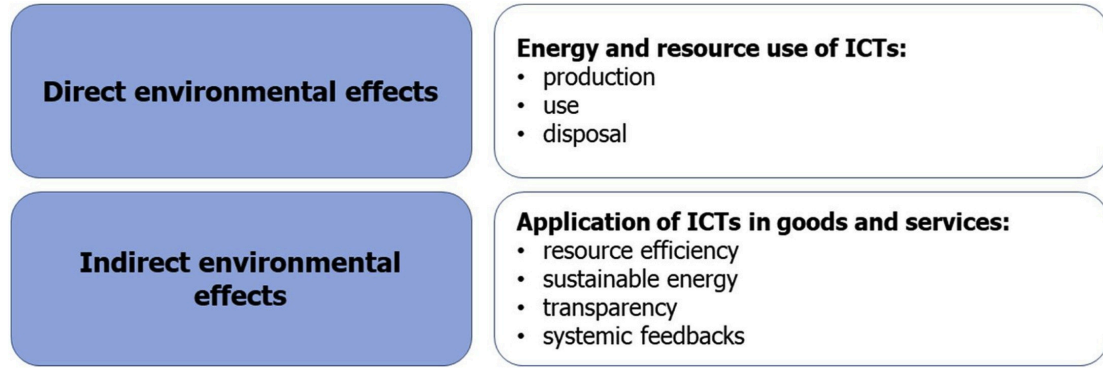 Direct environmental effects
Energy and resource use of ICTs:
• production
• use
• disposal
Indirect environmental
effects
Application of ICTs in goods and services:
• resource efficiency
• sustainable energy
• transparency
• systemic feedbacks